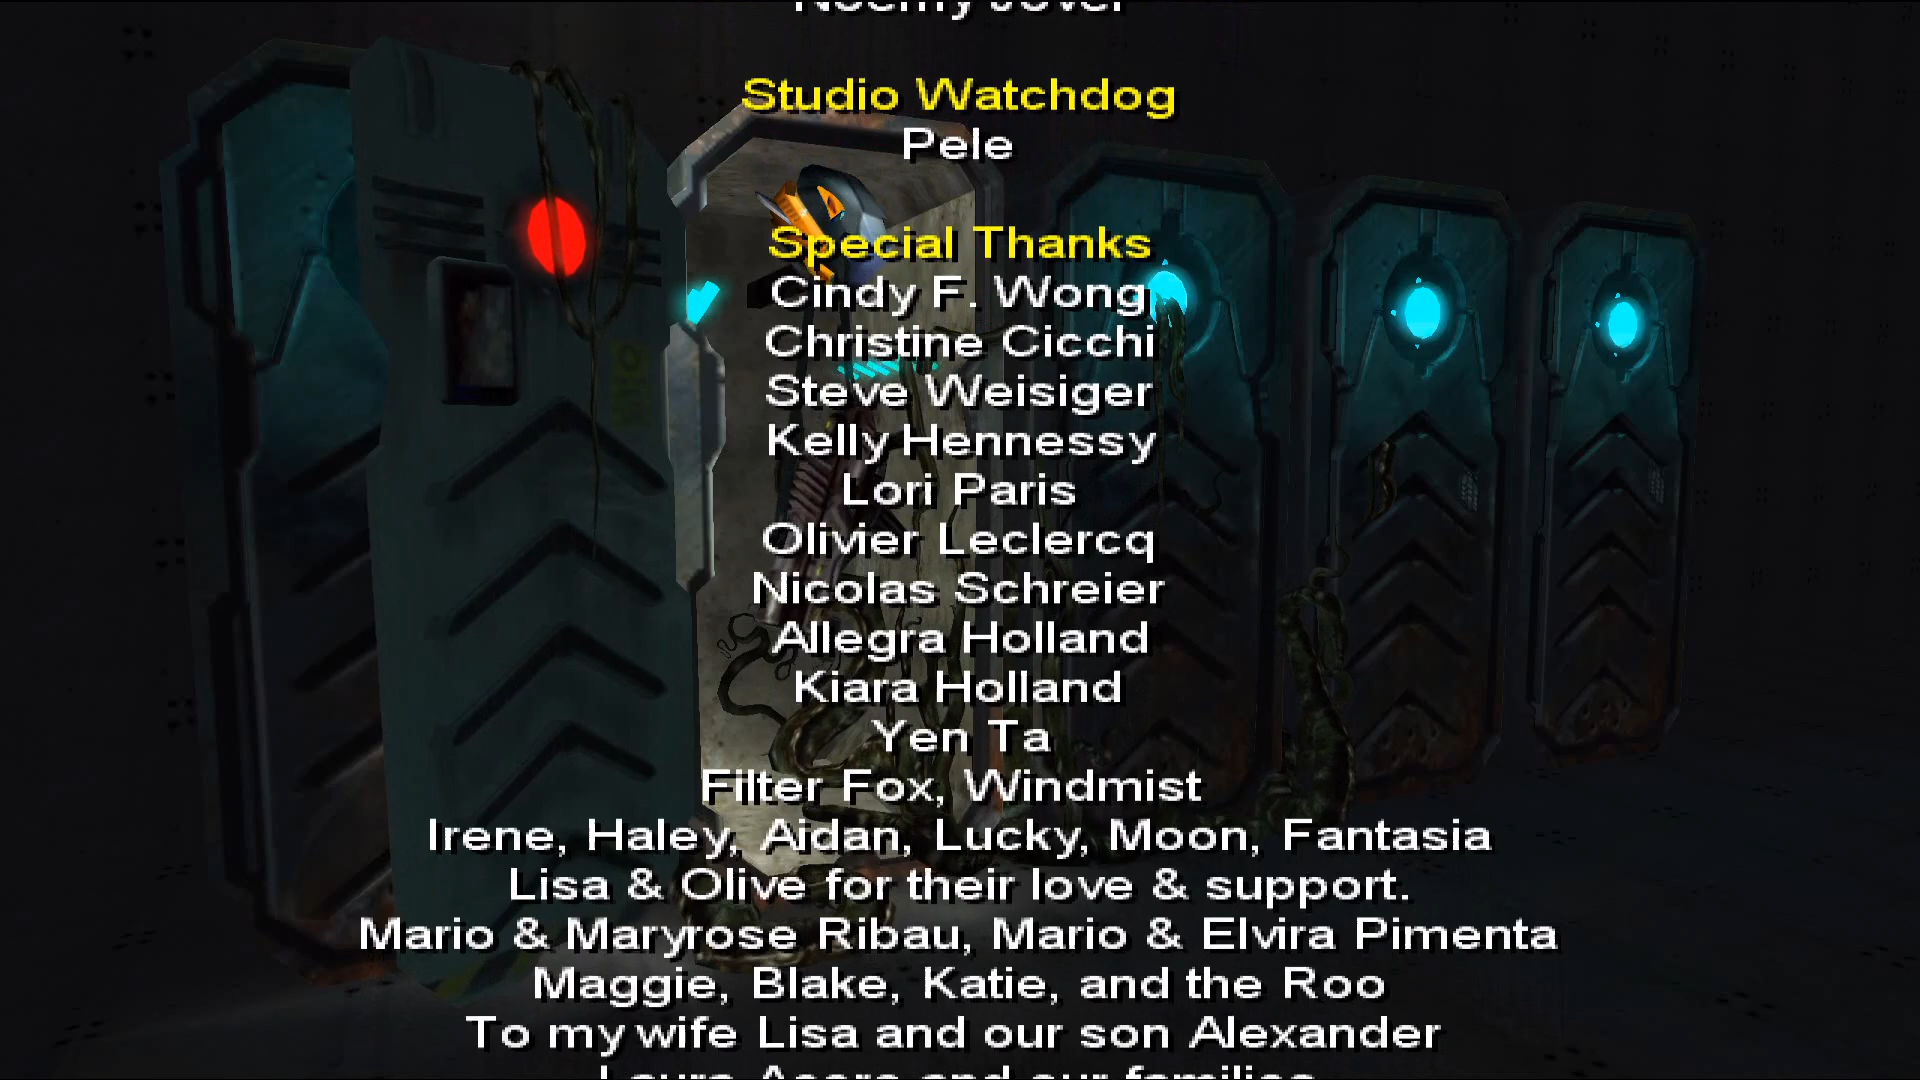 Studio Watchdog
Pele
Special Thanks
Cindy F. Wong
Christine Cicchi
Steve Weisiger
Kelly Hennessy
Lori Paris
Olivier Leclercq
Nicolas Schreier
Allegra Holland
Kiara Holland
Yen Ta
Filter Fox, Windmist
Irene, Haley, Aidan, Lucky, Moon, Fantasia
Lisa & Olive for their love & support.
Mario & Maryrose Ribau, Mario & Elvira Pimenta
Maggie, Blake, Katie, and the Roo
To my wife Lisa and our son Alexander
and our families